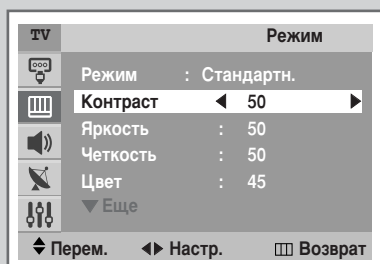 TV Режим
Режим : Стандартн.
Контраст ◀ 50 ▶
Яркость : 50
Четкость : 50
Цвет : 45
▼ Еще
Перем. Настр. Возврат